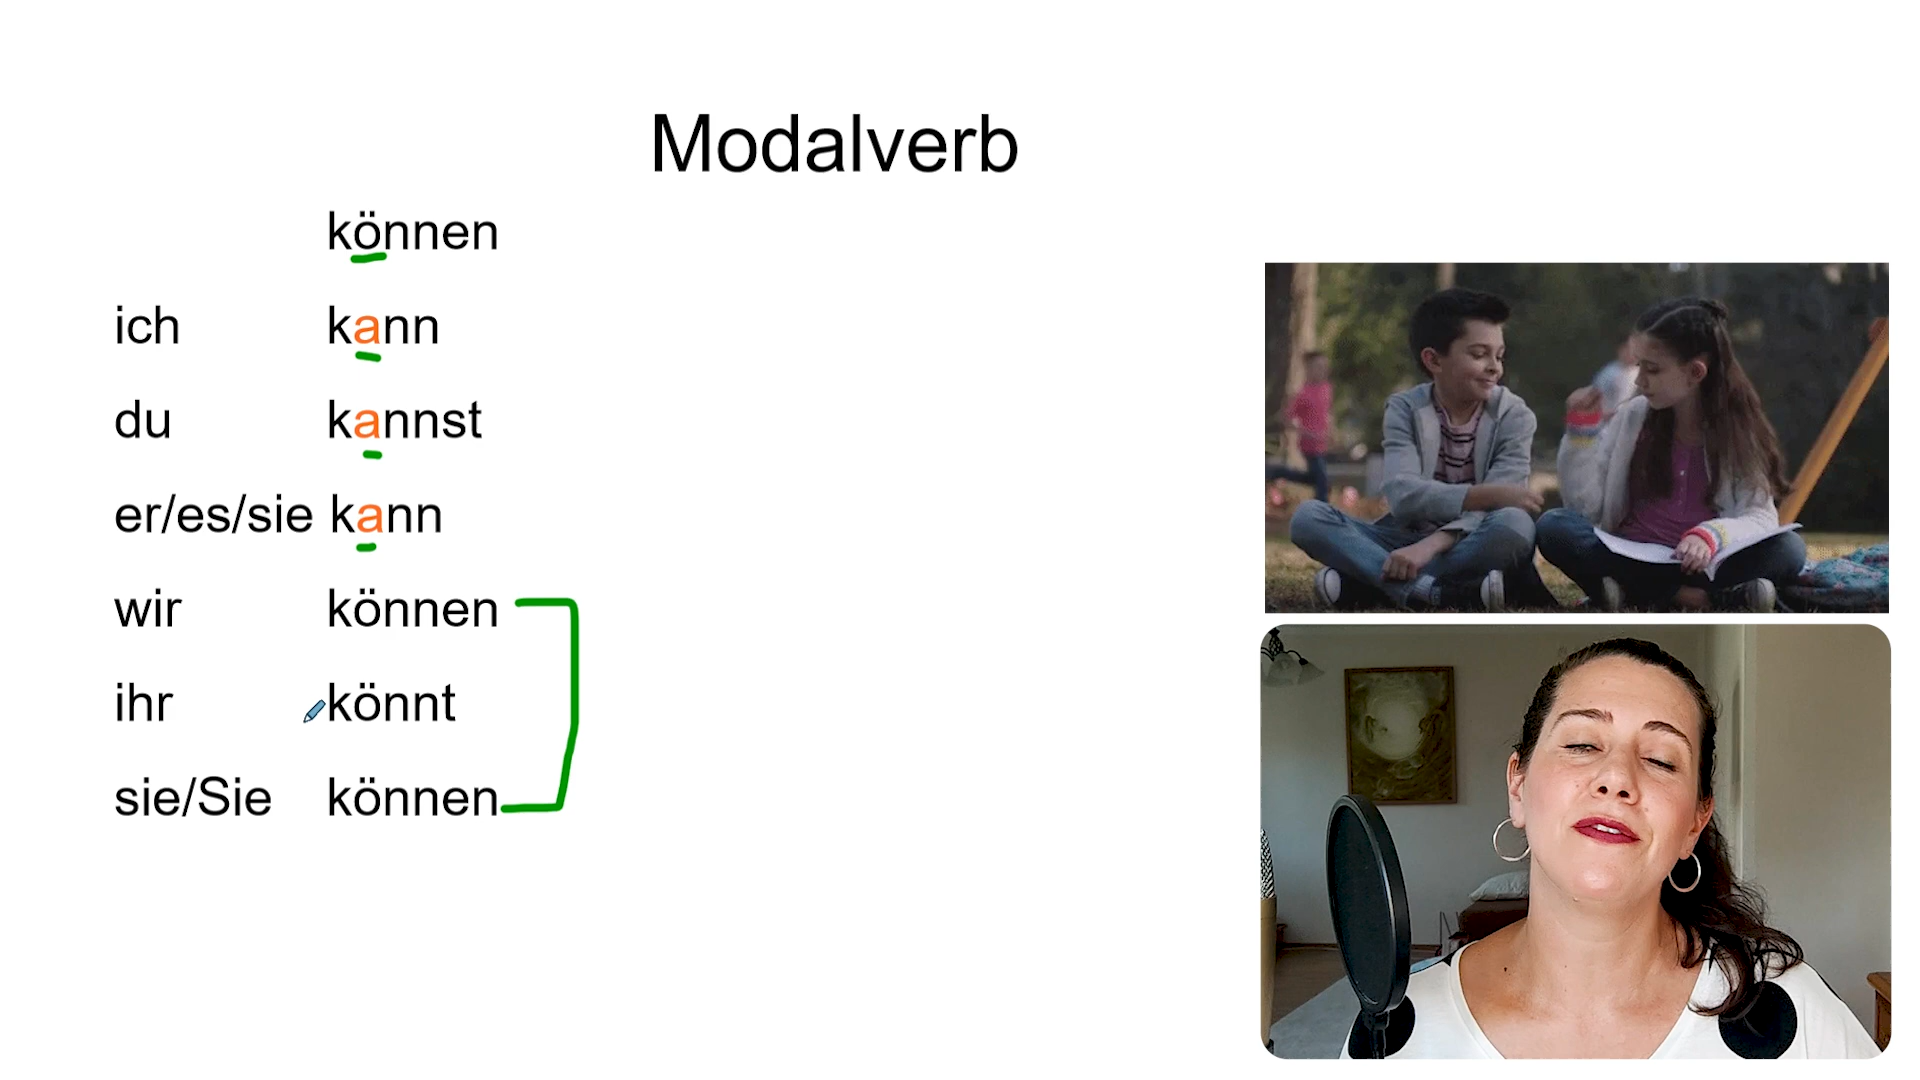 Modalverb
können
ich kann
du kannst
er/es/sie kann
wir können
ihr könnt
sie/Sie können